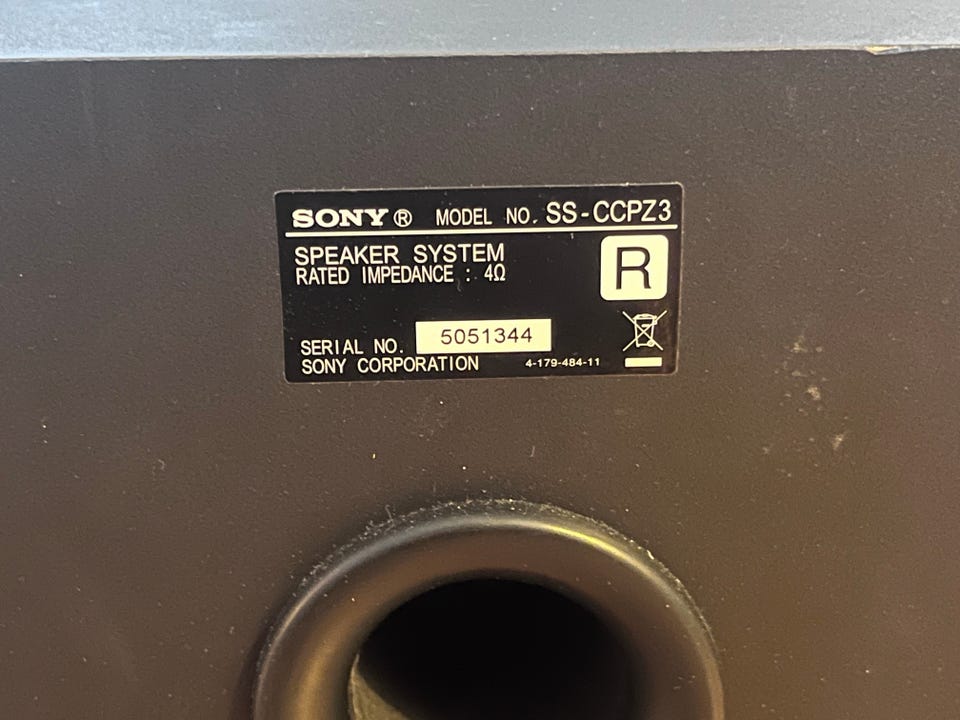 SONY® MODEL NO. SS-CCPZ3
SPEAKER SYSTEM
RATED IMPEDANCE : 4Ω
R
SERIAL NO. 5051344
SONY CORPORATION 4-179-484-11